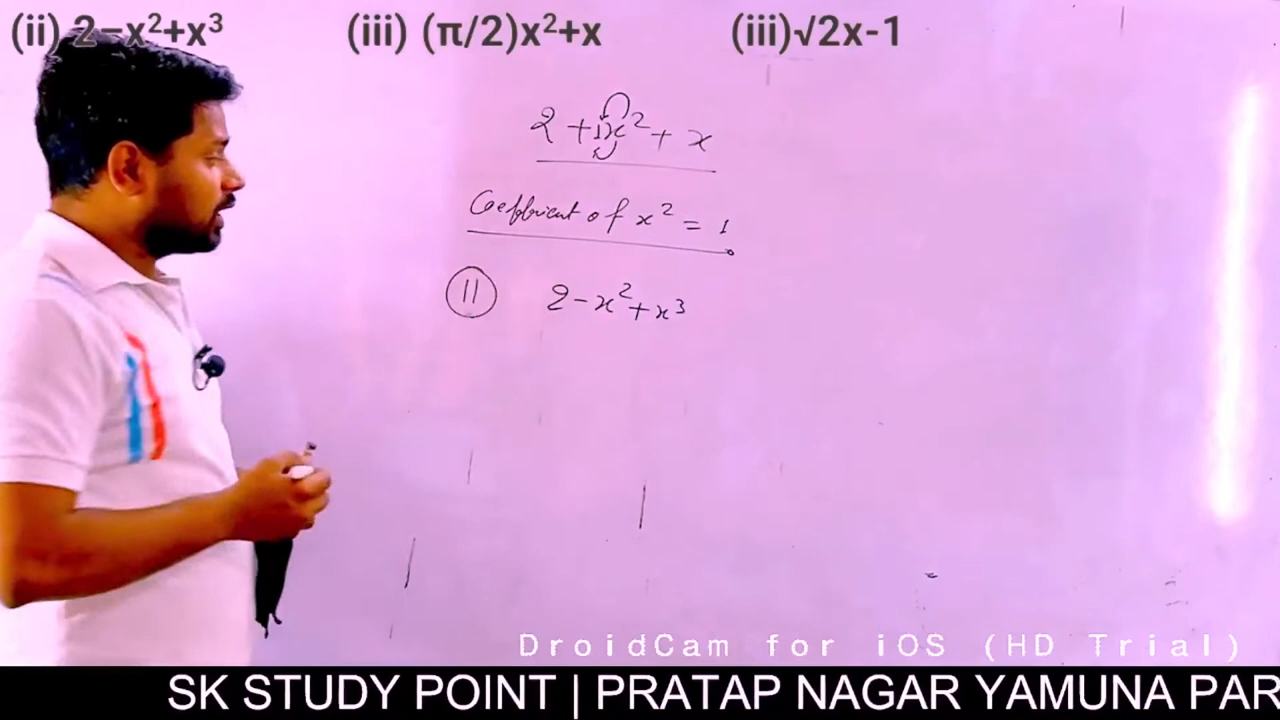 (ii) 2-x²+x³ (iii) (π/2)x²+x (iii)√2x-1
2 + 1x² + x
Coefficient of x² = 1
(II) 2-x²+x³
DroidCam for iOS (HD Trial)
SK STUDY POINT | PRATAP NAGAR YAMUNA PAR